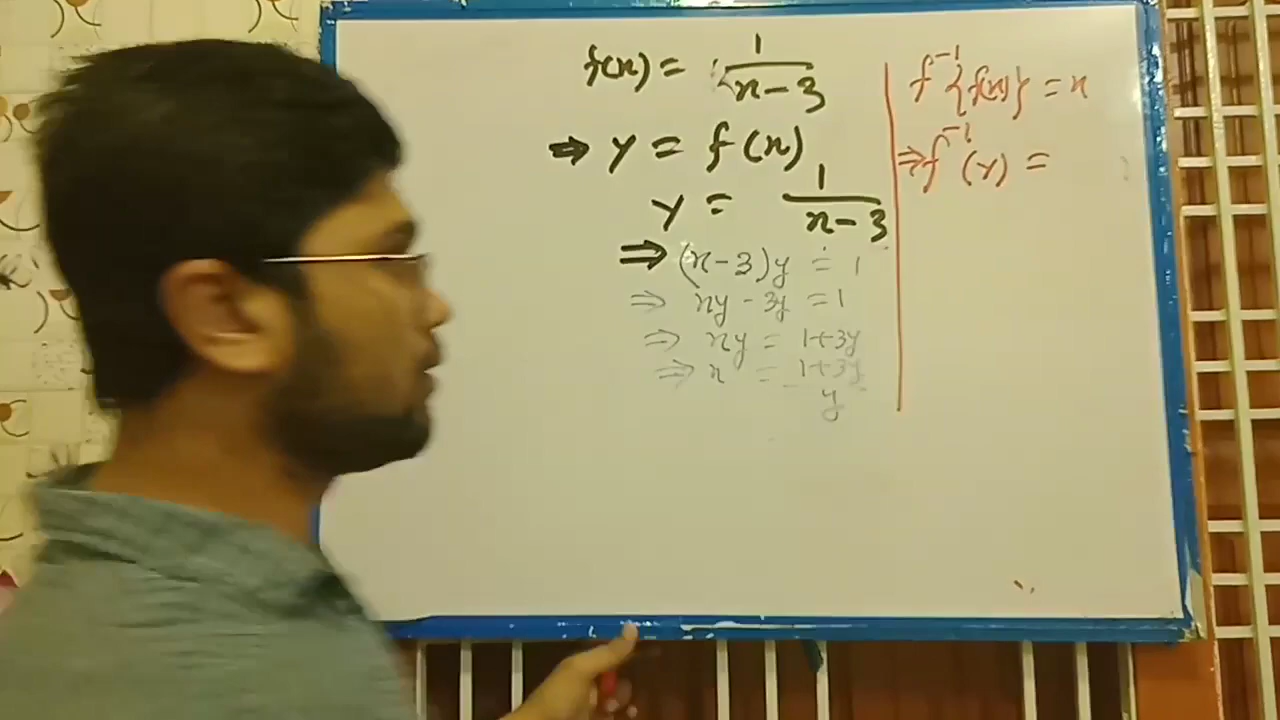 f(x) = 1/(x-3)
⇒ y = f(x)
y = 1/(x-3)
⇒ (x-3)y = 1
⇒ xy - 3y = 1
⇒ xy = 1+3y
⇒ x = (1+3y)/y
f⁻¹{f(x)} = x
⇒ f⁻¹(y) =